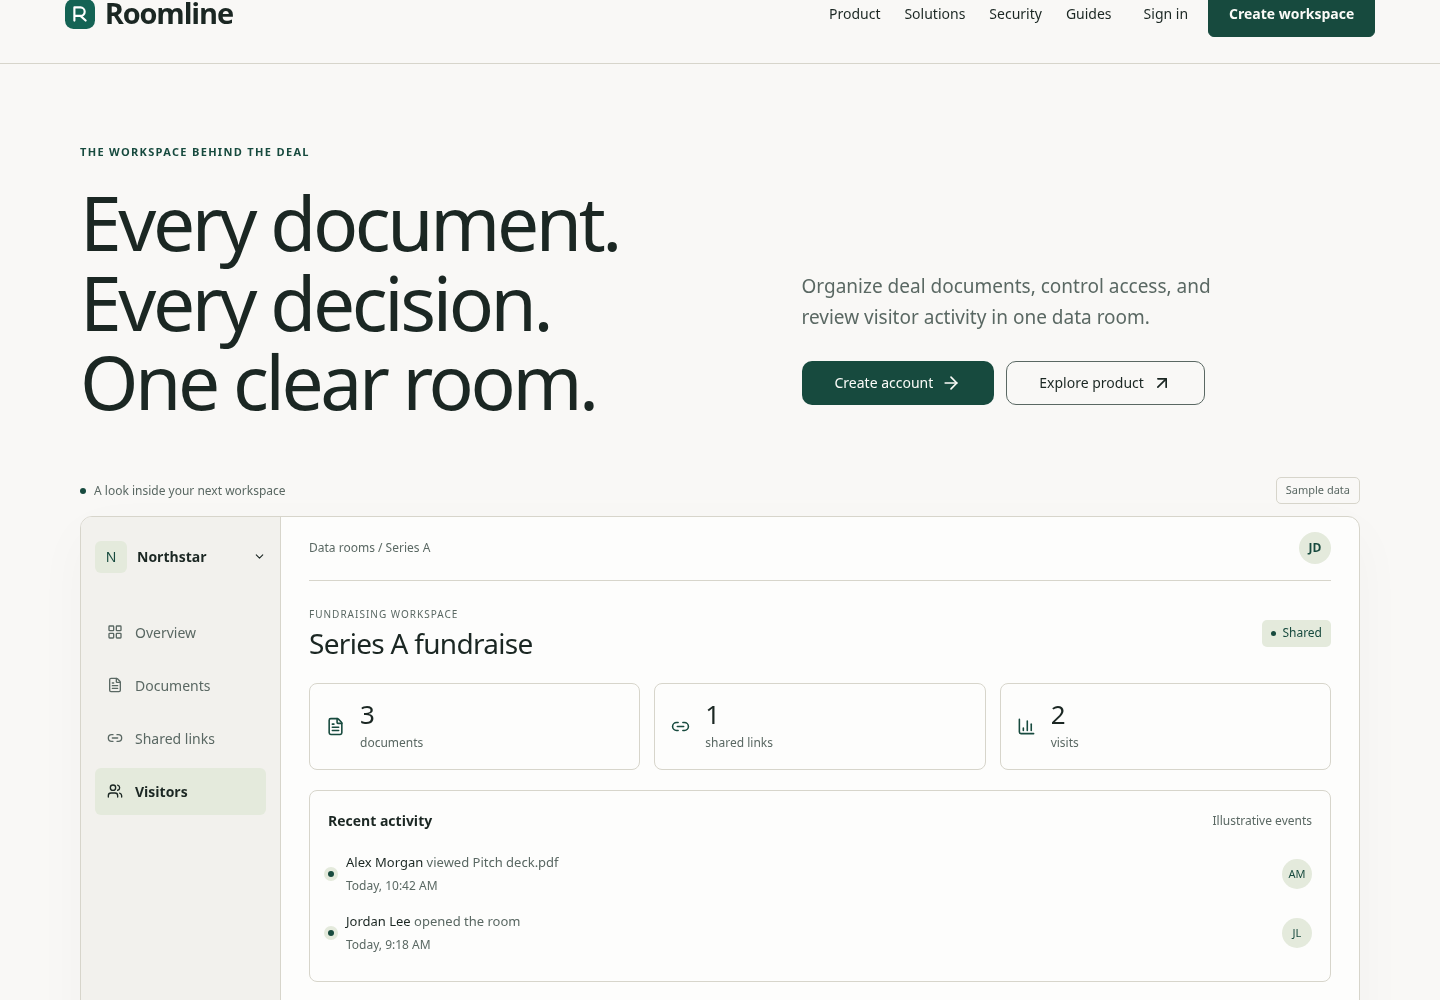 R Roomline
Product Solutions Security Guides Sign in Create workspace
THE WORKSPACE BEHIND THE DEAL
Every document.
Every decision.
One clear room.
Organize deal documents, control access, and
review visitor activity in one data room.
Create account
Explore product
A look inside your next workspace
Sample data
N Northstar
Overview
Documents
Shared links
Visitors
Data rooms / Series A
JD
FUNDRAISING WORKSPACE
Series A fundraise
Shared
3
documents
1
shared links
2
visits
Recent activity
Illustrative events
Alex Morgan viewed Pitch deck.pdf
Today, 10:42 AM
AM
Jordan Lee opened the room
Today, 9:18 AM
JL